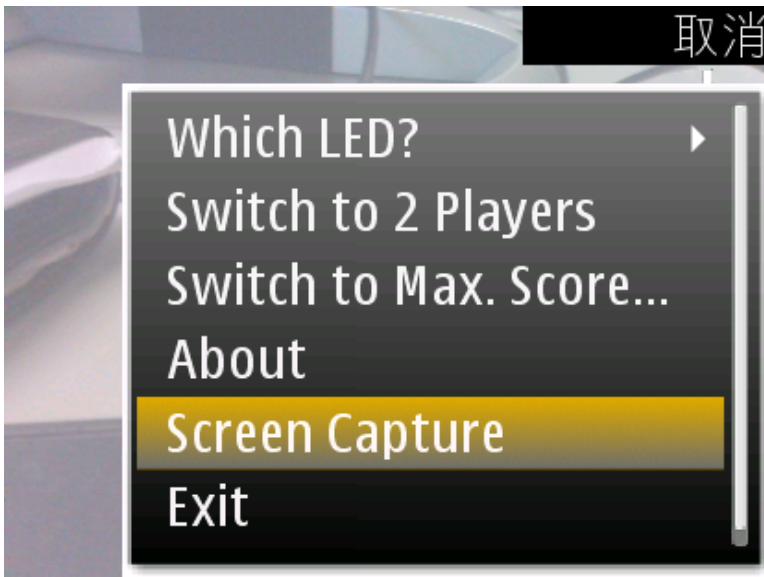 取消
Which LED?
Switch to 2 Players
Switch to Max. Score...
About
Screen Capture
Exit